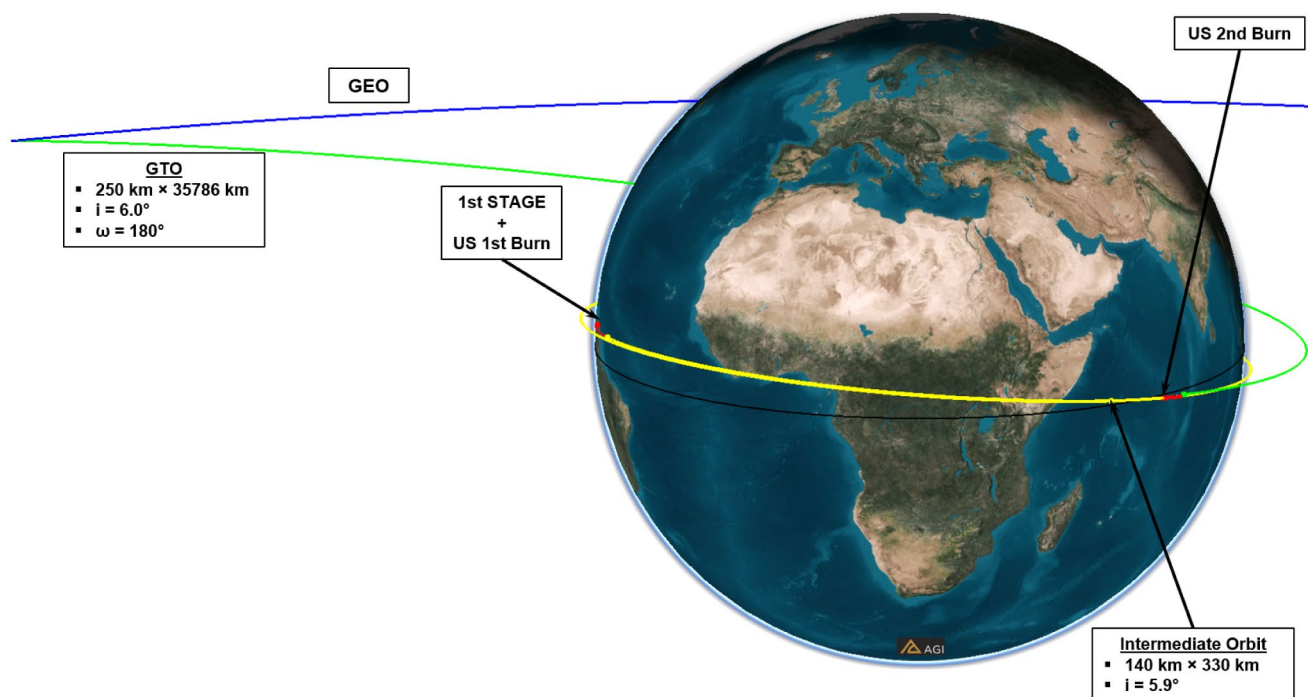 US 2nd Burn
GEO
GTO
▪ 250 km × 35786 km
▪ i = 6.0°
▪ ω = 180°
1st STAGE
+
US 1st Burn
AGI
Intermediate Orbit
▪ 140 km × 330 km
▪ i = 5.9°